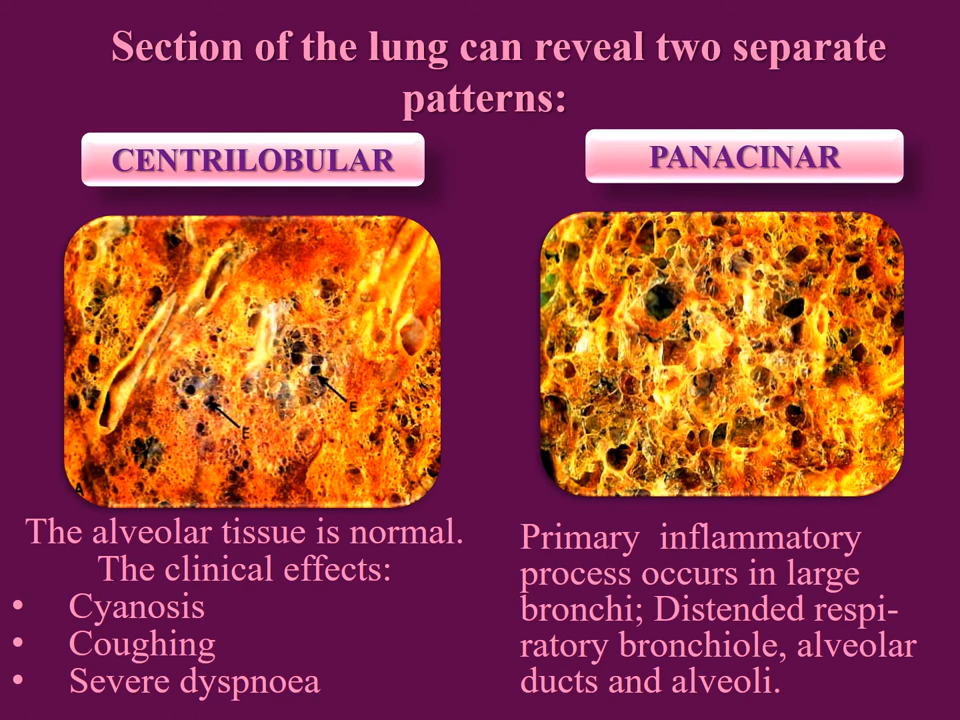 Section of the lung can reveal two separate
patterns:
CENTRILOBULAR
PANACINAR
E
E
The alveolar tissue is normal.
The clinical effects:
• Cyanosis
• Coughing
• Severe dyspnoea
Primary inflammatory
process occurs in large
bronchi; Distended respi-
ratory bronchiole, alveolar
ducts and alveoli.